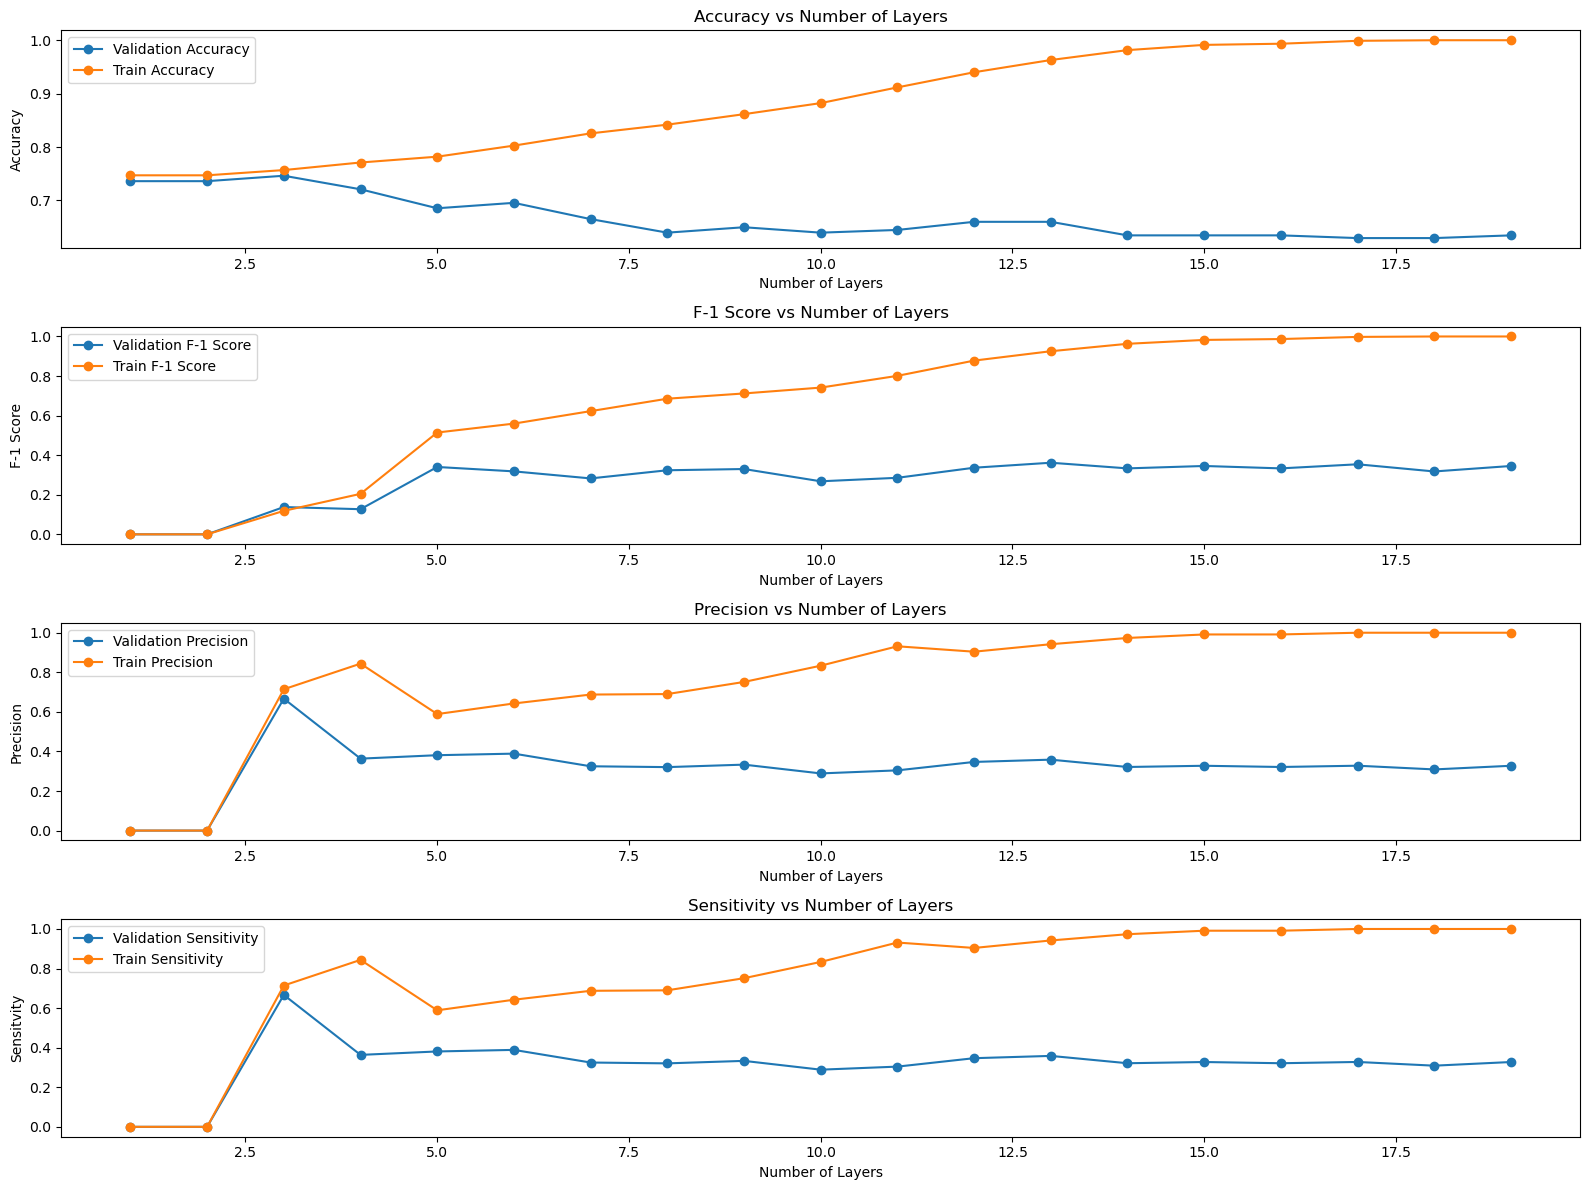 Accuracy vs Number of Layers
Validation Accuracy
Train Accuracy
Accuracy
1.0
0.9
0.8
0.7
2.5 5.0 7.5 10.0 12.5 15.0 17.5
Number of Layers
F-1 Score vs Number of Layers
Validation F-1 Score
Train F-1 Score
F-1 Score
1.0
0.8
0.6
0.4
0.2
0.0
2.5 5.0 7.5 10.0 12.5 15.0 17.5
Number of Layers
Precision vs Number of Layers
Validation Precision
Train Precision
Precision
1.0
0.8
0.6
0.4
0.2
0.0
2.5 5.0 7.5 10.0 12.5 15.0 17.5
Number of Layers
Sensitivity vs Number of Layers
Validation Sensitivity
Train Sensitivity
Sensitvity
1.0
0.8
0.6
0.4
0.2
0.0
2.5 5.0 7.5 10.0 12.5 15.0 17.5
Number of Layers